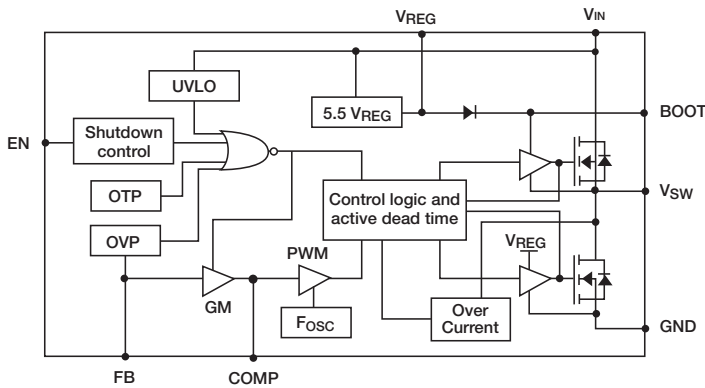 VREG
VIN
UVLO
5.5 VREG
BOOT
EN
Shutdown
control
OTP
Control logic and
active dead time
VSW
OVP
PWM
VREG
GM
FOSC
Over
Current
GND
FB
COMP